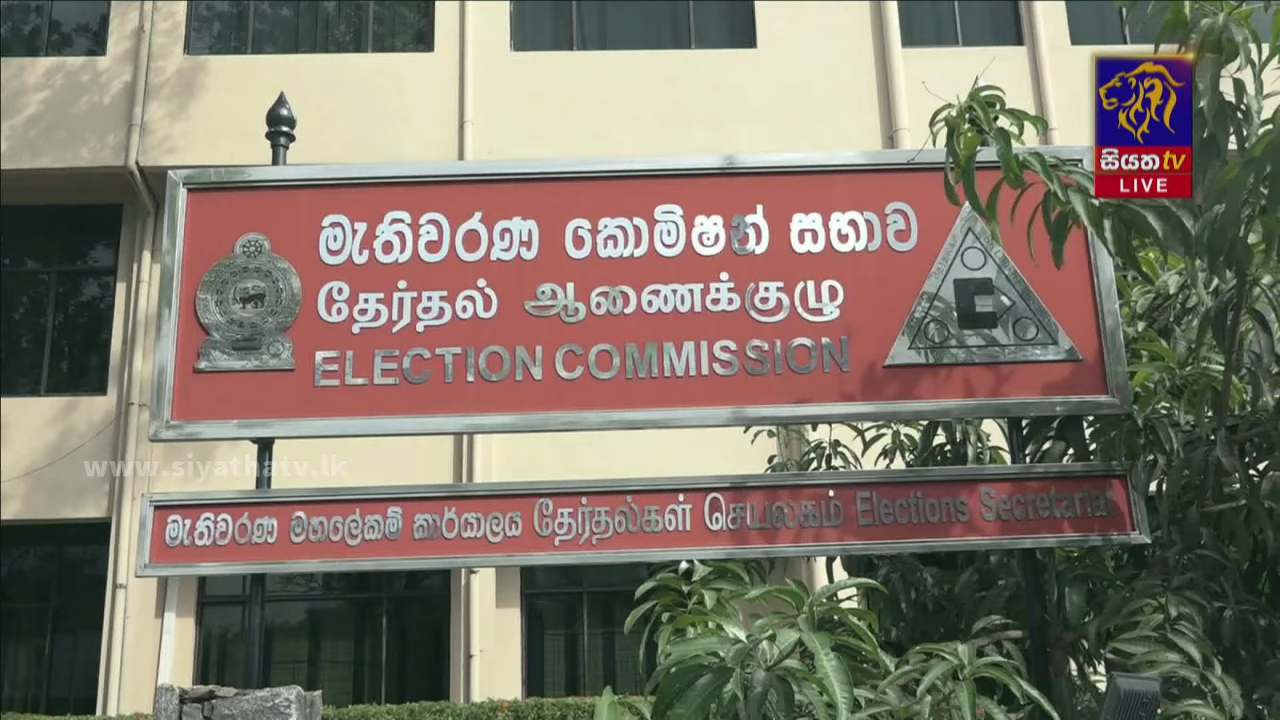 සියත tv
LIVE
මැතිවරණ කොමිෂන් සභාව
தேர்தல் ஆணைக்குழு
ELECTION COMMISSION
www.siyathatv.lk
මැතිවරණ මහලේකම් කාර්යාලය தேர்தல்கள் செயலகம் Elections Secretariat